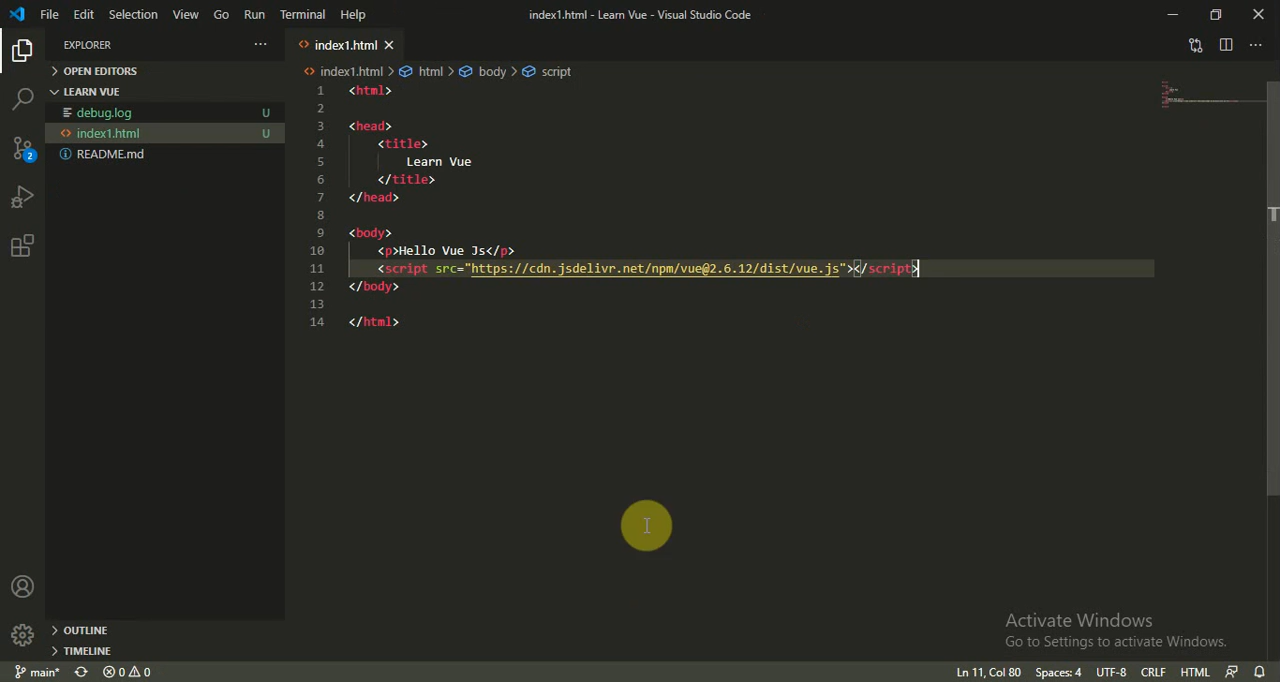 File Edit Selection View Go Run Terminal Help index1.html - Learn Vue - Visual Studio Code
EXPLORER
OPEN EDITORS
LEARN VUE
debug.log U
index1.html U
README.md
2
OUTLINE
TIMELINE
index1.html
index1.html > html > body > script
1 <html>
2
3 <head>
4 <title>
5 Learn Vue
6 </title>
7 </head>
8
9 <body>
10 <p>Hello Vue Js</p>
11 <script src="https://cdn.jsdelivr.net/npm/vue@2.6.12/dist/vue.js"></script>
12 </body>
13
14 </html>
Activate Windows
Go to Settings to activate Windows.
main* 0 0 Ln 11, Col 80 Spaces: 4 UTF-8 CRLF HTML